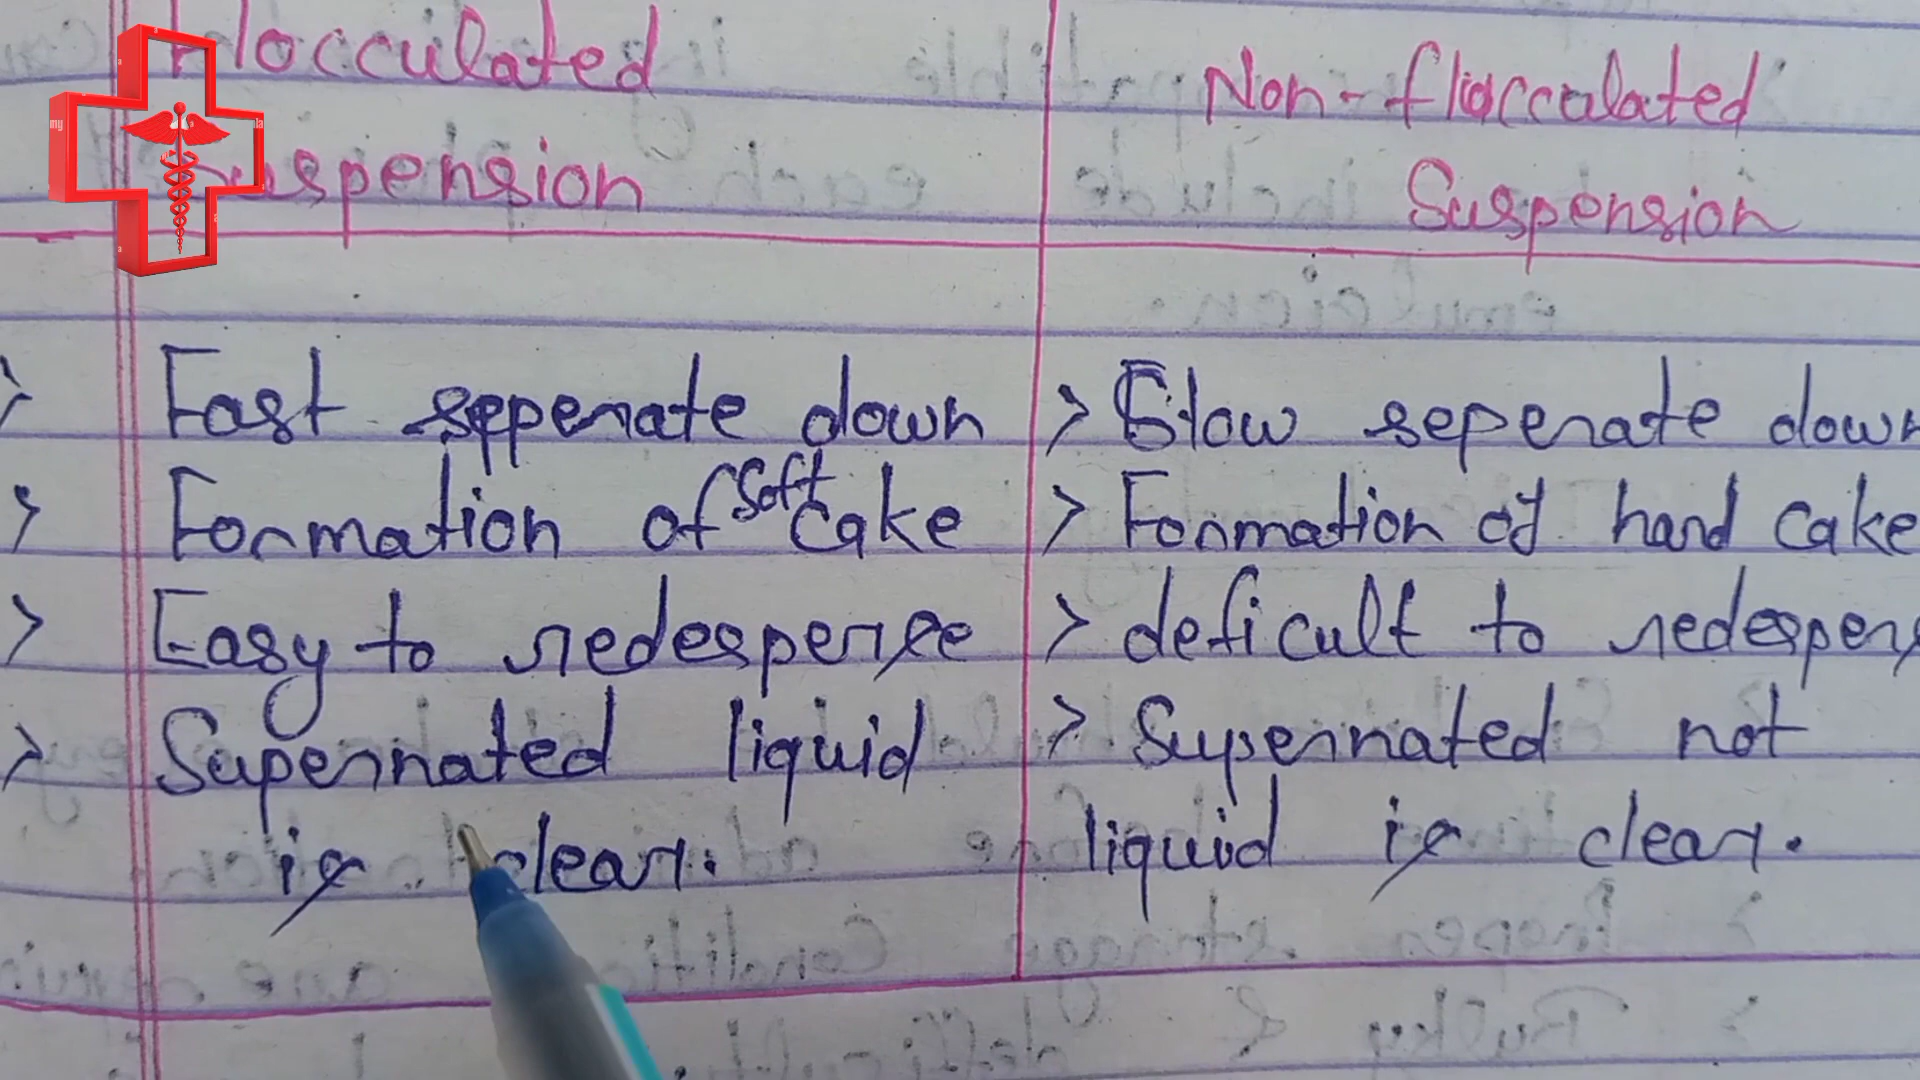 Flocculated
Suspension
Non-flocculated
Suspension
> Fast sepperate down
> Formation of soft cake
> Easy to redesperse
> Supernated liquid
is clear.
> Slow seperate down
> Formation of hard cake
> deficult to redespers
> Supernated not
liquid is clear.